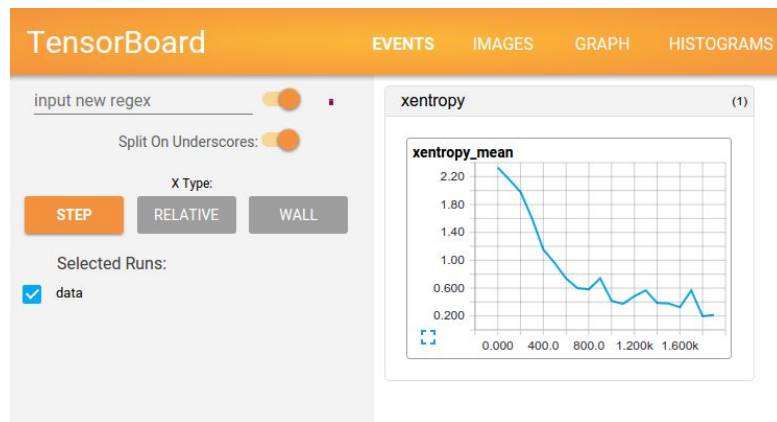 TensorBoard
EVENTS IMAGES GRAPH HISTOGRAMS
input new regex
Split On Underscores:
X Type:
STEP RELATIVE WALL
Selected Runs:
data
xentropy (1)
xentropy_mean
2.20
1.80
1.40
1.00
0.600
0.200
0.000 400.0 800.0 1.200k 1.600k